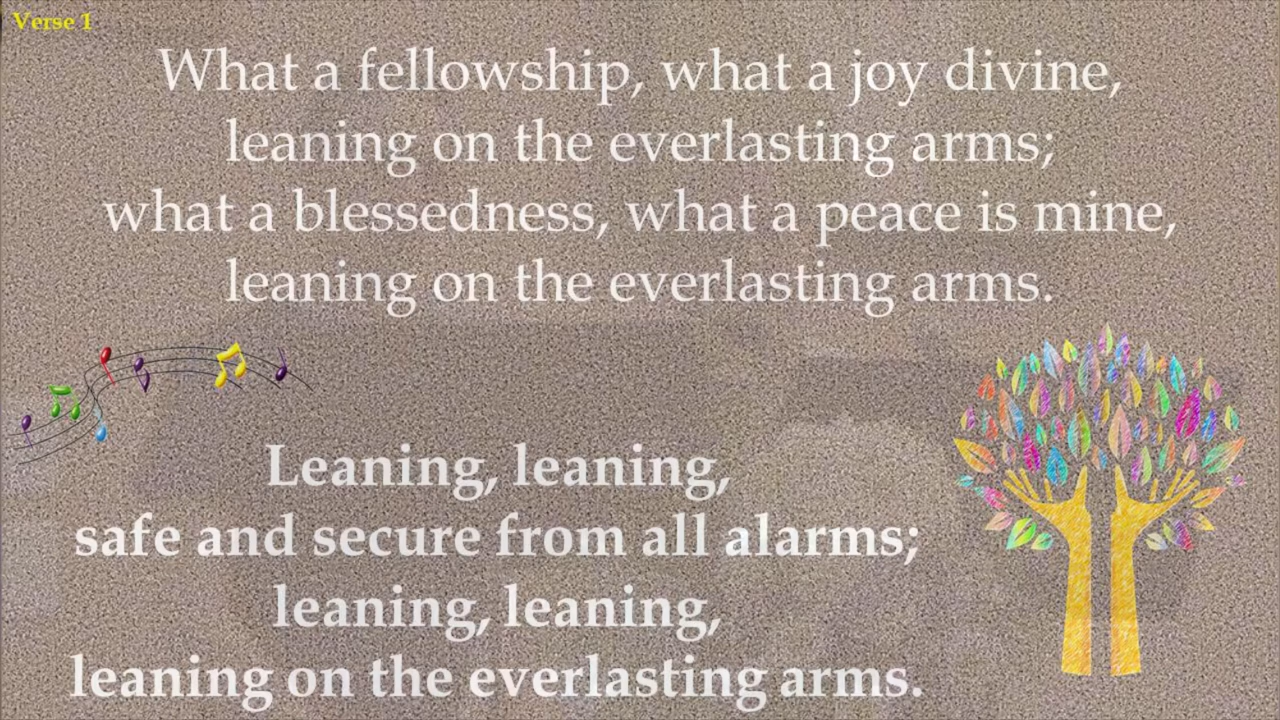 Verse 1
What a fellowship, what a joy divine,
leaning on the everlasting arms;
what a blessedness, what a peace is mine,
leaning on the everlasting arms.
Leaning, leaning,
safe and secure from all alarms;
leaning, leaning,
leaning on the everlasting arms.